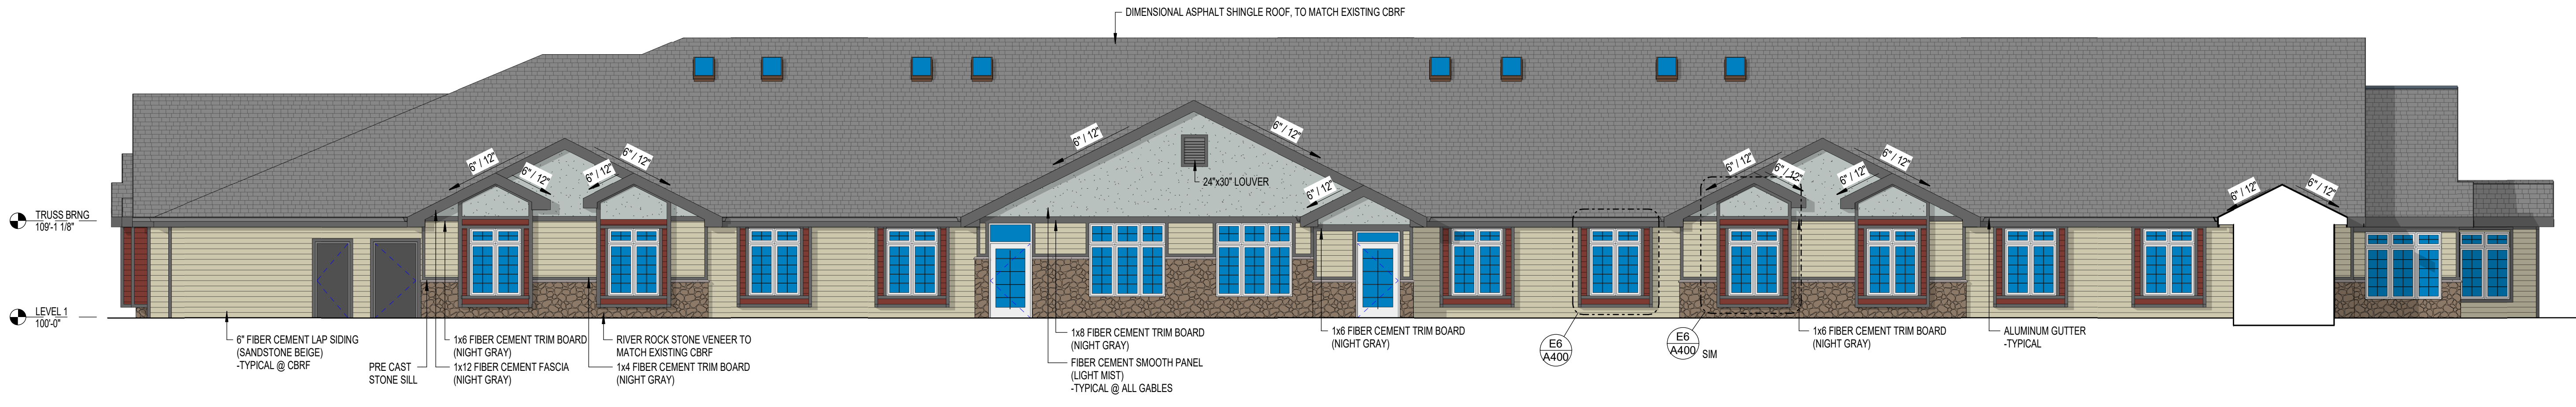 DIMENSIONAL ASPHALT SHINGLE ROOF, TO MATCH EXISTING CBRF
6" / 12"
6" / 12"
6" / 12"
6" / 12"
6" / 12"
6" / 12"
24"x30" LOUVER
6" / 12"
6" / 12"
6" / 12"
6" / 12"
6" / 12"
6" / 12"
6" / 12"
TRUSS BRNG
109'-1 1/8"
LEVEL 1
100'-0"
6" FIBER CEMENT LAP SIDING
(SANDSTONE BEIGE)
-TYPICAL @ CBRF
PRE CAST
STONE SILL
1x6 FIBER CEMENT TRIM BOARD
(NIGHT GRAY)
1x12 FIBER CEMENT FASCIA
(NIGHT GRAY)
RIVER ROCK STONE VENEER TO
MATCH EXISTING CBRF
1x4 FIBER CEMENT TRIM BOARD
(NIGHT GRAY)
1x8 FIBER CEMENT TRIM BOARD
(NIGHT GRAY)
FIBER CEMENT SMOOTH PANEL
(LIGHT MIST)
-TYPICAL @ ALL GABLES
1x6 FIBER CEMENT TRIM BOARD
(NIGHT GRAY)
E6
A400
E6
A400
SIM
1x6 FIBER CEMENT TRIM BOARD
(NIGHT GRAY)
ALUMINUM GUTTER
-TYPICAL